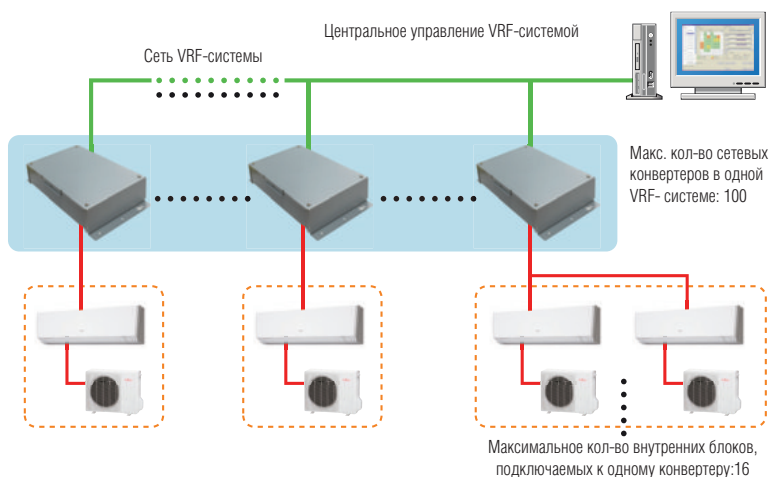 Центральное управление VRF-системой
Сеть VRF-системы
Макс. кол-во сетевых
конвертеров в одной
VRF- системе: 100
Максимальное кол-во внутренних блоков,
подключаемых к одному конвертеру:16